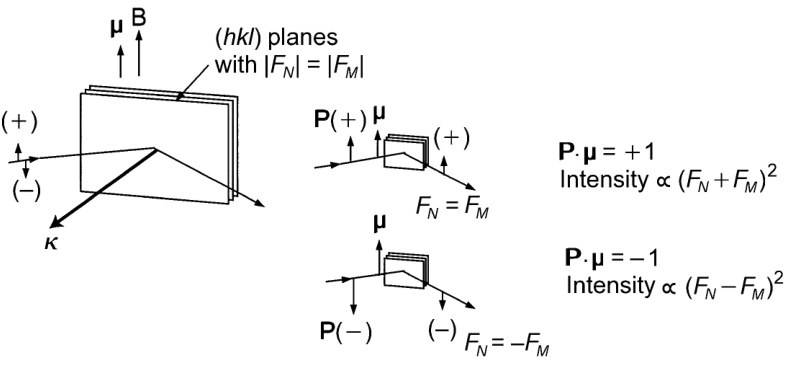 μ B
(hkl) planes
with |F_N| = |F_M|
(+)
(–)
κ
P(+) μ
(+)
F_N = F_M
P·μ = +1
Intensity ∝ (F_N + F_M)²
μ
P(–)
(–)
F_N = –F_M
P·μ = –1
Intensity ∝ (F_N – F_M)²